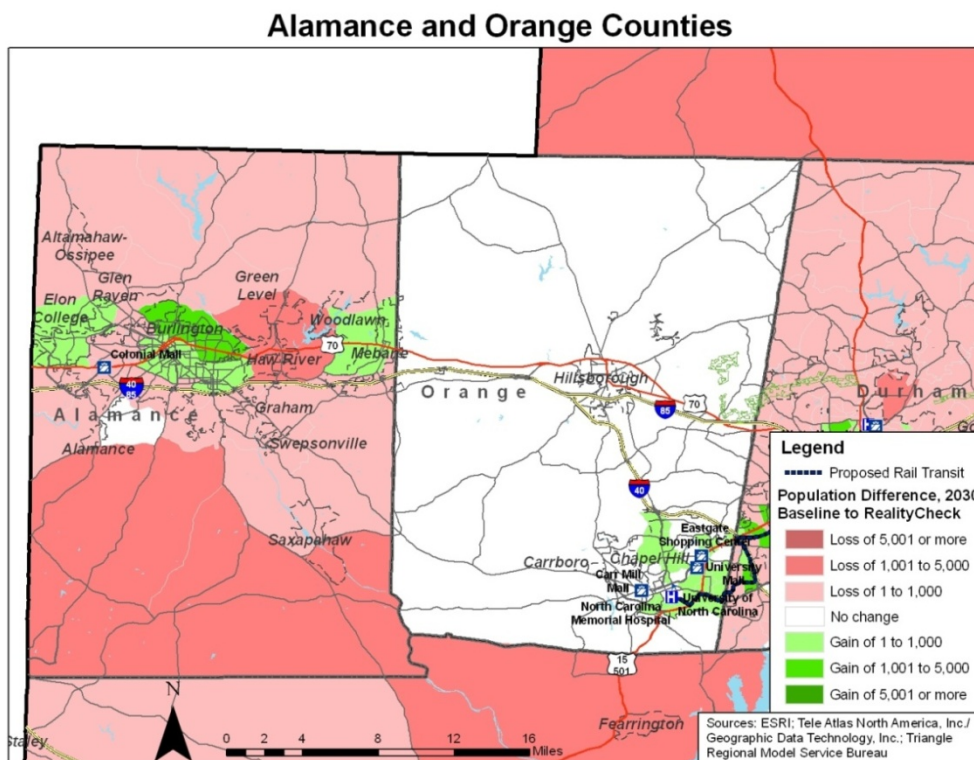 Alamance and Orange Counties
Altamahaw-
Ossipee
Glen
Raven
Green
Level
Elon
College
Burlington
Woodlawn
70
Mebane
Colonial Mall
Haw River
40
85
Alamance
Graham
Alamance
Swepsonville
Saxapahaw
Orange
Hillsborough
85
70
40
Durham
Eastgate
Shopping Center
Chapel Hill
Carrboro
University
Mall
Carr Mill
Mall
H
University of
North Carolina
North Carolina
Memorial Hospital
15
501
Fearrington
Staley
N
0 2 4 8 12 16
Miles
H
Legend
Proposed Rail Transit
Population Difference, 2030
Baseline to RealityCheck
Loss of 5,001 or more
Loss of 1,001 to 5,000
Loss of 1 to 1,000
No change
Gain of 1 to 1,000
Gain of 1,001 to 5,000
Gain of 5,001 or more
Sources: ESRI; Tele Atlas North America, Inc./
Geographic Data Technology, Inc.; Triangle
Regional Model Service Bureau